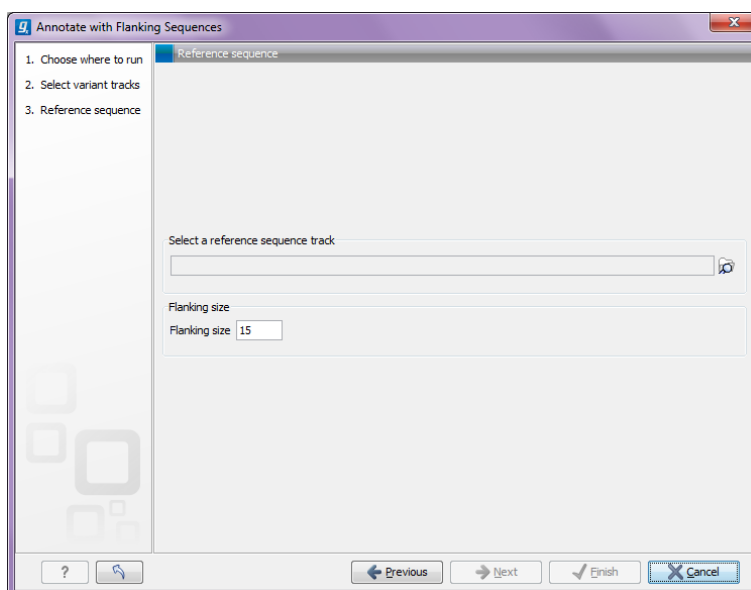 Annotate with Flanking Sequences
1. Choose where to run
2. Select variant tracks
3. Reference sequence
Reference sequence
Select a reference sequence track
Flanking size
Flanking size 15
? Previous Next Finish Cancel